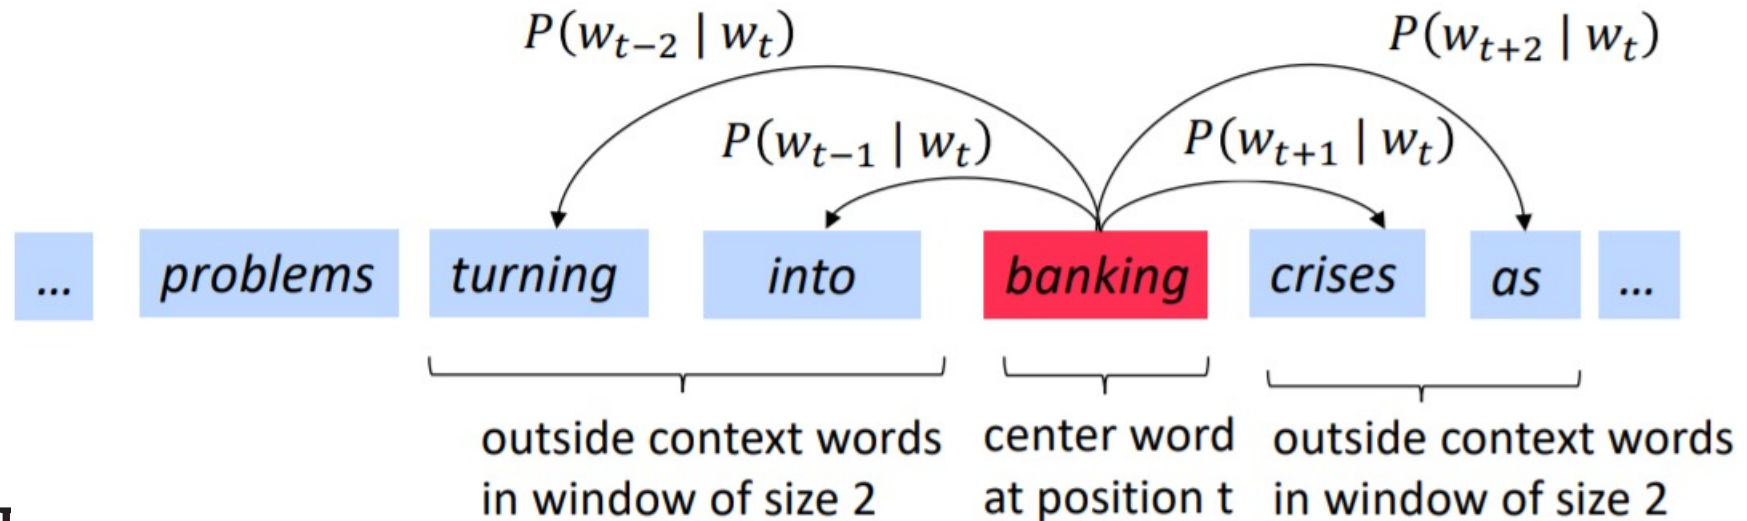 P(w_{t−2} | w_t) P(w_{t+2} | w_t)
P(w_{t−1} | w_t) P(w_{t+1} | w_t)
... problems turning into banking crises as ...
outside context words center word outside context words
in window of size 2 at position t in window of size 2